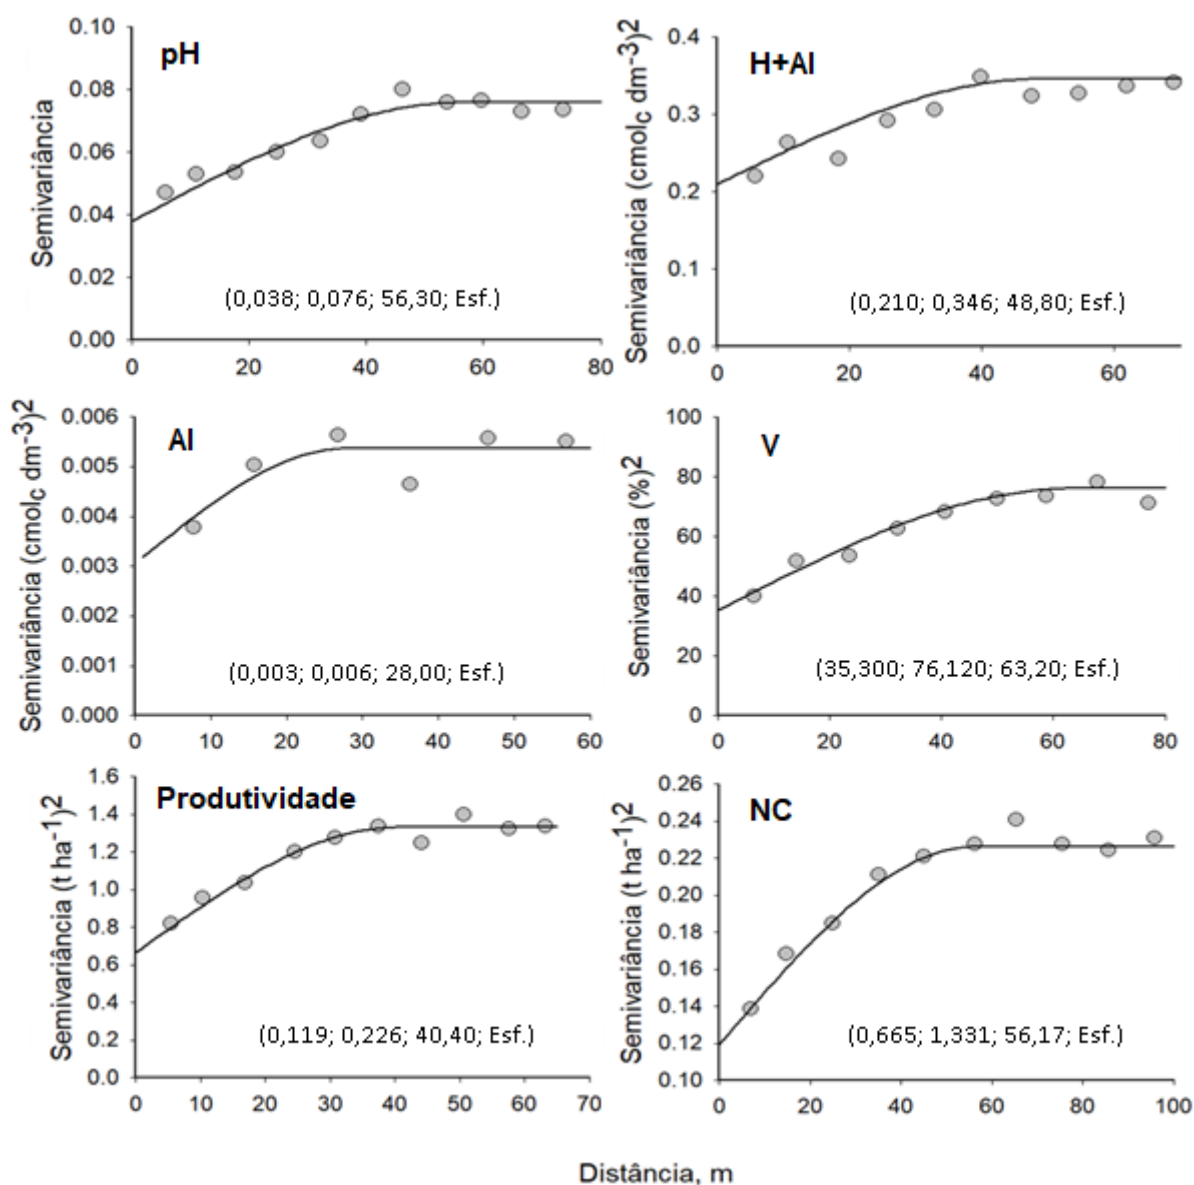 pH
Semivariância
0.10
0.08
0.06
0.04
0.02
0.00
(0,038; 0,076; 56,30; Esf.)
0 20 40 60 80
H+Al
Semivariância (cmolc dm-3)2
0.4
0.3
0.2
0.1
0.0
(0,210; 0,346; 48,80; Esf.)
0 20 40 60
Al
Semivariância (cmolc dm-3)2
0.006
0.005
0.004
0.003
0.002
0.001
0.000
(0,003; 0,006; 28,00; Esf.)
0 10 20 30 40 50 60
V
Semivariância (%)2
100
80
60
40
20
0
(35,300; 76,120; 63,20; Esf.)
0 20 40 60 80
Produtividade
Semivariância (t ha-1)2
1.6
1.4
1.2
1.0
0.8
0.6
0.4
0.2
0.0
(0,119; 0,226; 40,40; Esf.)
0 10 20 30 40 50 60 70
NC
Semivariância (t ha-1)2
0.26
0.24
0.22
0.20
0.18
0.16
0.14
0.12
0.10
(0,665; 1,331; 56,17; Esf.)
0 20 40 60 80 100
Distância, m